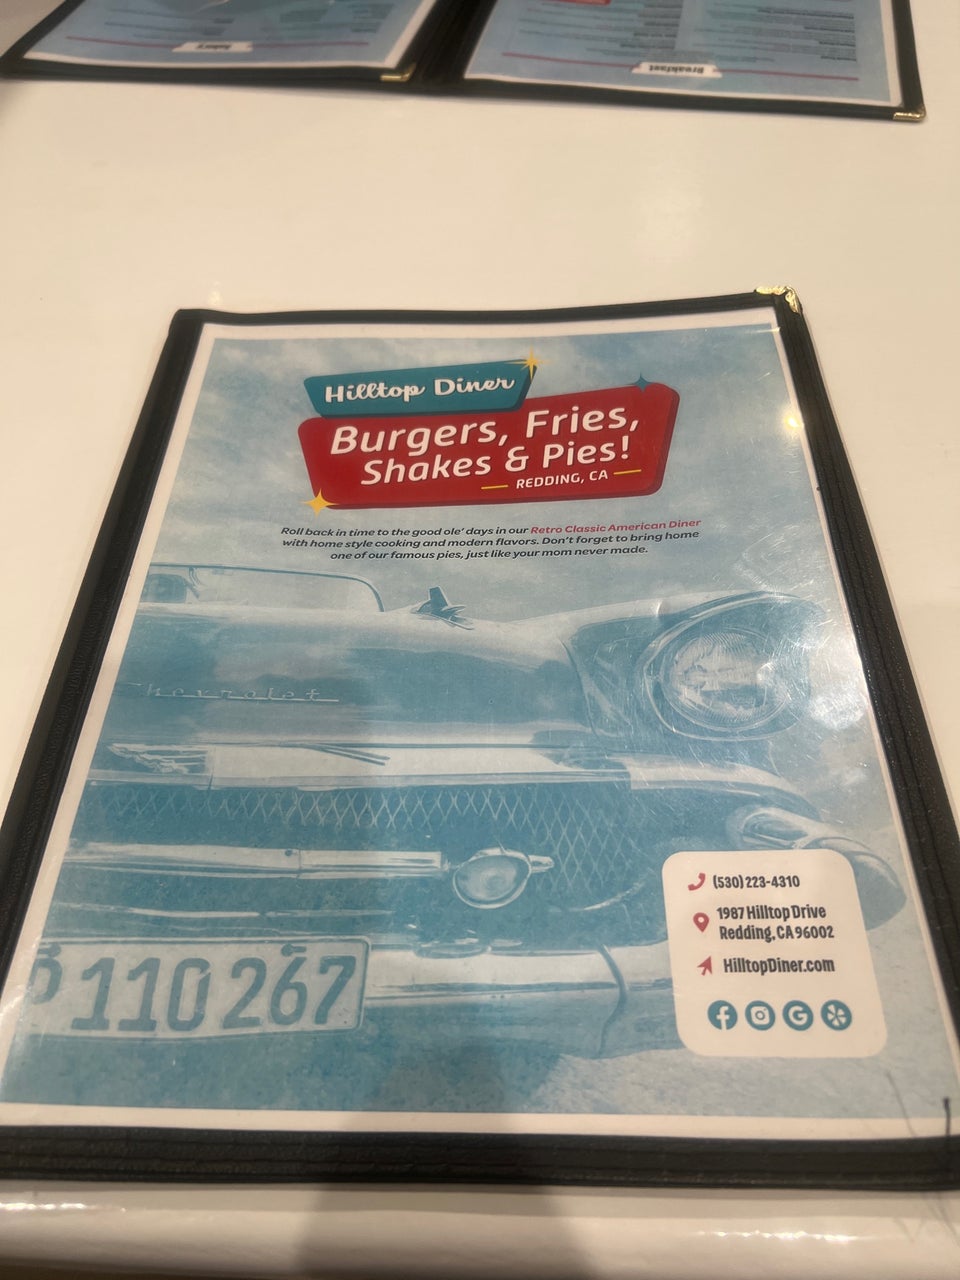 Bakery
Breakfast
Hilltop Diner
Burgers, Fries,
Shakes & Pies!
REDDING, CA
Roll back in time to the good ole' days in our Retro Classic American Diner
with home style cooking and modern flavors. Don't forget to bring home
one of our famous pies, just like your mom never made.
Chevrolet
110 267
(530) 223-4310
1987 Hilltop Drive
Redding, CA 96002
HilltopDiner.com